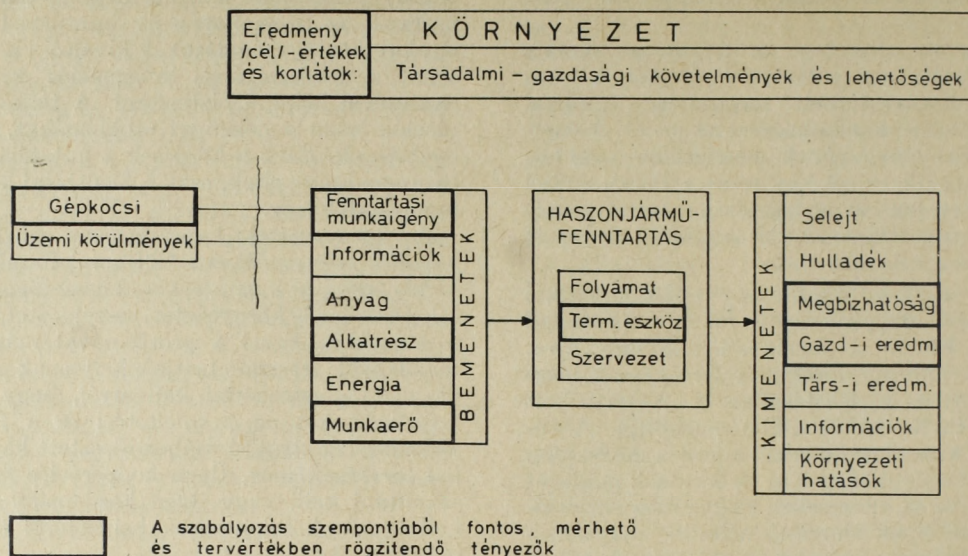 Eredmény
/cél/-értékek
és korlátok:
KÖRNYEZET
Társadalmi - gazdasági követelmények és lehetőségek
Gépkocsi
Üzemi körülmények
Fenntartási
munkaigény
Információk
Anyag
Alkatrész
Energia
Munkaerő
BEMENETEK
HASZONJÁRMŰ-
FENNTARTÁS
Folyamat
Term. eszköz
Szervezet
KIMENETEK
Selejt
Hulladék
Megbízhatóság
Gazd-i eredm.
Társ-i eredm.
Információk
Környezeti
hatások
A szabályozás szempontjából fontos, mérhető
és tervértékben rögzitendő tényezők